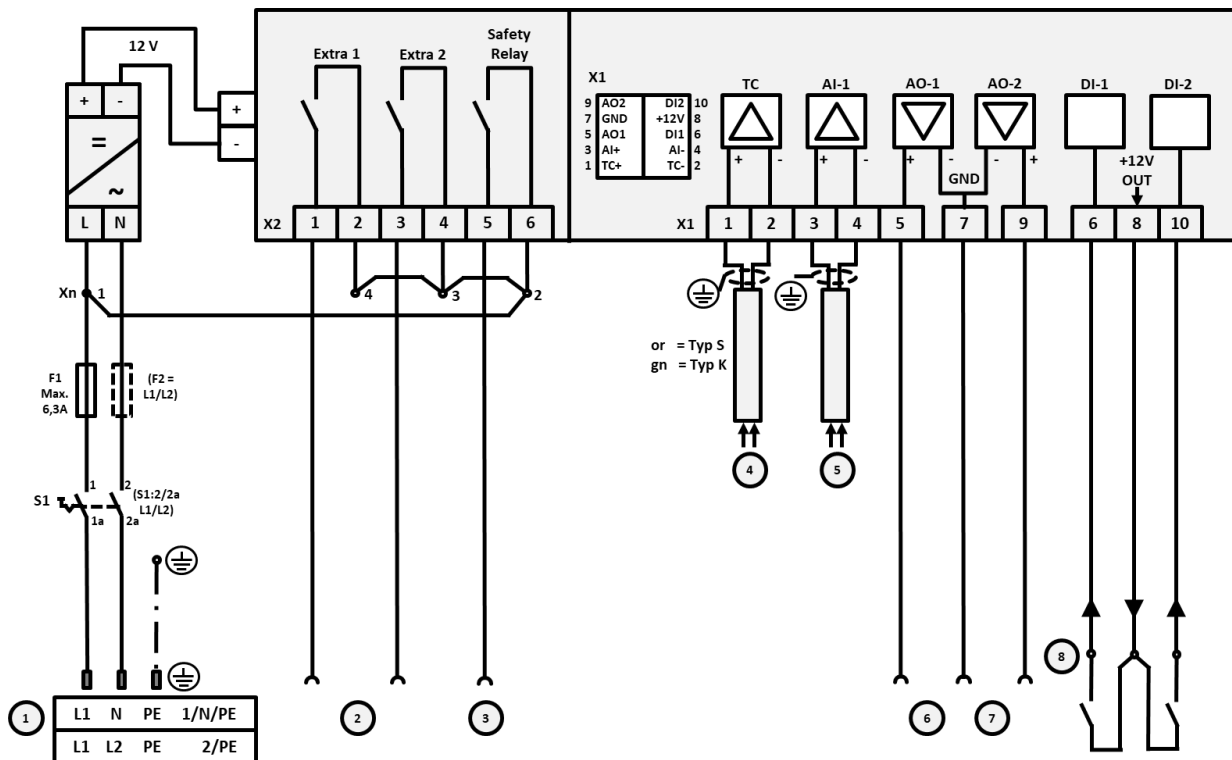 12 V
+ -
=
~
L N
+
-
Extra 1 Extra 2 Safety
Relay
X2 1 2 3 4 5 6
X1
9 AO2 DI2 10
7 GND +12V 8
5 AO1 DI1 6
3 AI+ AI- 4
1 TC+ TC- 2
TC AI-1 AO-1 AO-2 DI-1 DI-2
+ - + - + - - +
GND
+12V
OUT
X1 1 2 3 4 5 7 9 6 8 10
Xn 1 4 3 2
or = Typ S
gn = Typ K
F1
Max.
6,3A
(F2 =
L1/L2)
4 5
S1 1 2
1a 2a
(S1:2/2a
L1/L2)
8
1 2 3 6 7
L1 N PE 1/N/PE
L1 L2 PE 2/PE